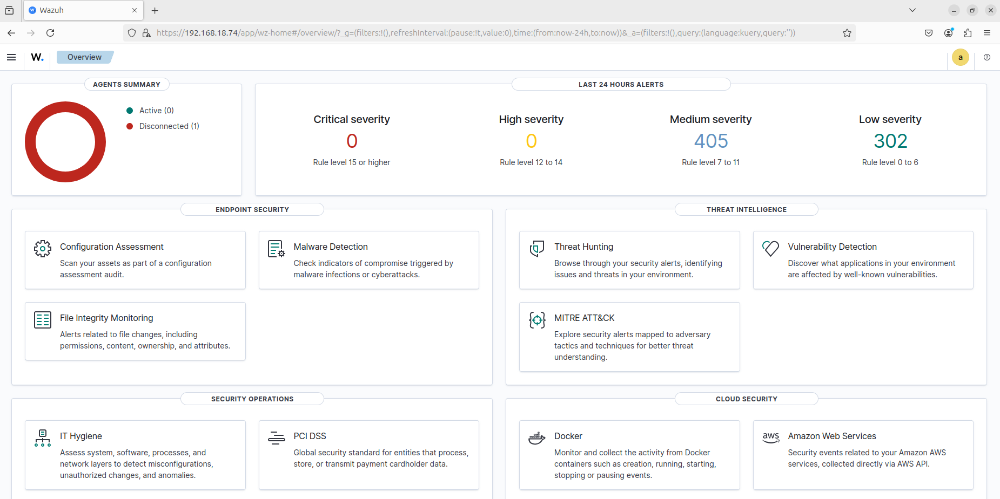 Wazuh
https://192.168.18.74/app/wz-home#/overview/?_g=(filters:!(),refreshInterval:(pause:!t,value:0),time:(from:now-24h,to:now))&_a=(filters:!(),query:(language:kuery,query:''))
W. Overview
a
AGENTS SUMMARY
Active (0)
Disconnected (1)
LAST 24 HOURS ALERTS
Critical severity
0
Rule level 15 or higher
High severity
0
Rule level 12 to 14
Medium severity
405
Rule level 7 to 11
Low severity
302
Rule level 0 to 6
ENDPOINT SECURITY
Configuration Assessment
Scan your assets as part of a configuration
assessment audit.
Malware Detection
Check indicators of compromise triggered by
malware infections or cyberattacks.
File Integrity Monitoring
Alerts related to file changes, including
permissions, content, ownership, and attributes.
THREAT INTELLIGENCE
Threat Hunting
Browse through your security alerts, identifying
issues and threats in your environment.
Vulnerability Detection
Discover what applications in your environment
are affected by well-known vulnerabilities.
MITRE ATT&CK
Explore security alerts mapped to adversary
tactics and techniques for better threat
understanding.
SECURITY OPERATIONS
IT Hygiene
Assess system, software, processes, and
network layers to detect misconfigurations,
unauthorized changes, and anomalies.
PCI DSS
Global security standard for entities that process,
store, or transmit payment cardholder data.
CLOUD SECURITY
Docker
Monitor and collect the activity from Docker
containers such as creation, running, starting,
stopping or pausing events.
aws
Amazon Web Services
Security events related to your Amazon AWS
services, collected directly via AWS API.